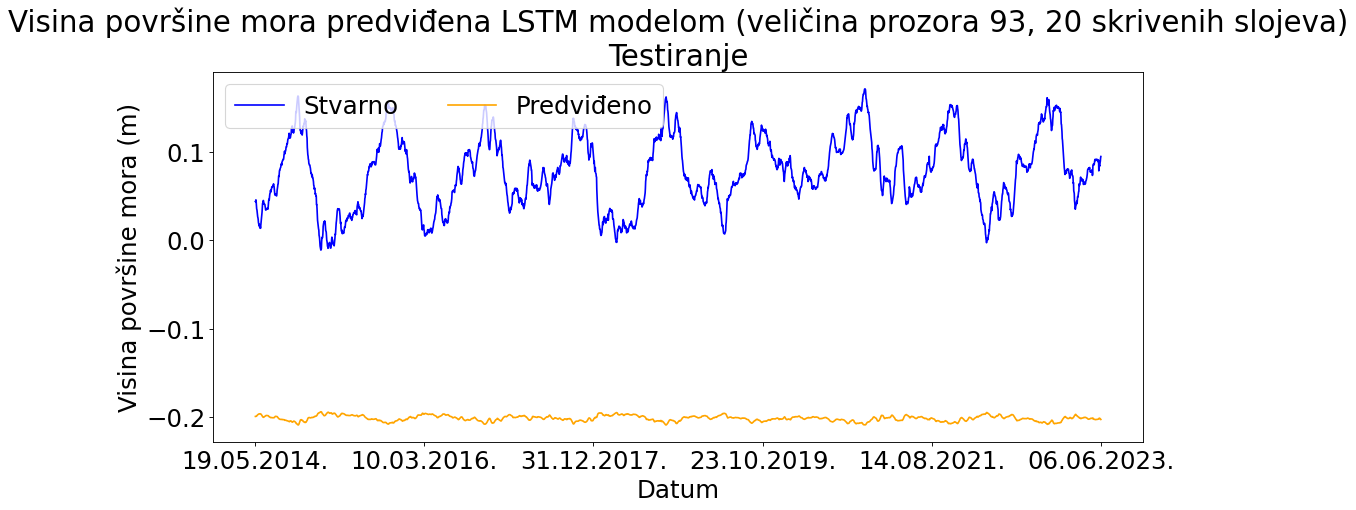 Visina površine mora predviđena LSTM modelom (veličina prozora 93, 20 skrivenih slojeva)
Testiranje
Stvarno
Predviđeno
Visina površine mora (m)
0.1
0.0
−0.1
−0.2
19.05.2014.
10.03.2016.
31.12.2017.
23.10.2019.
14.08.2021.
06.06.2023.
Datum